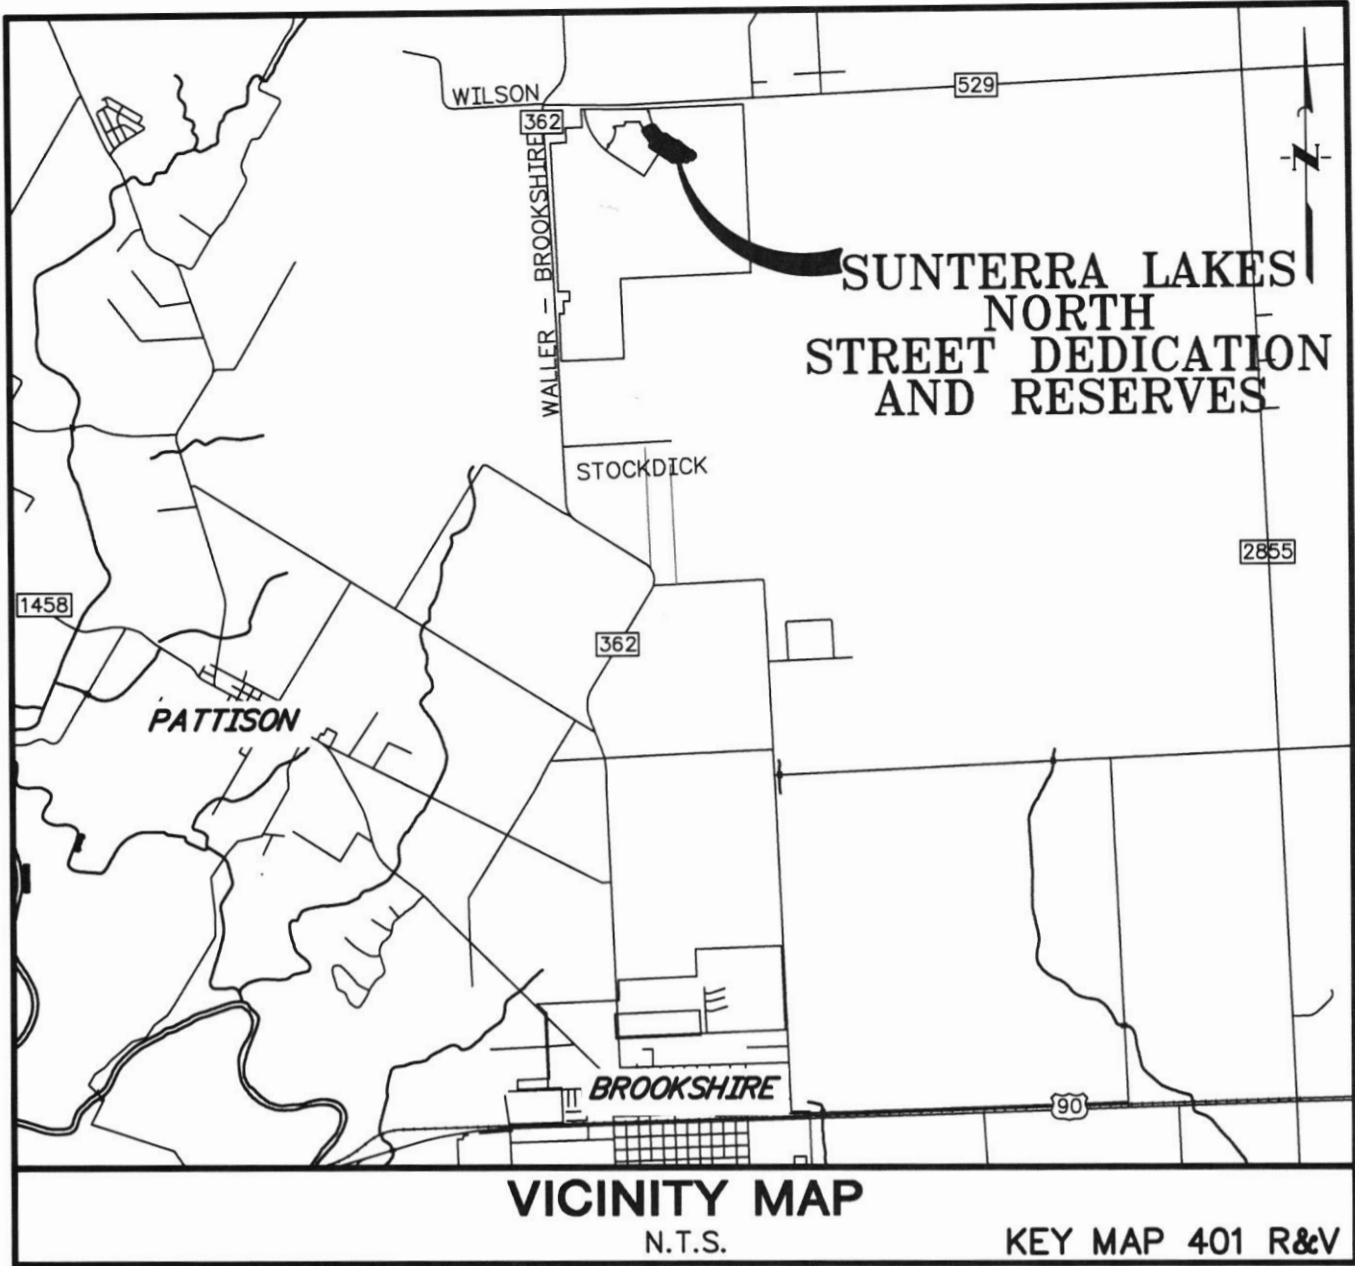 WILSON
529
362
WALLER - BROOKSHIRE
-N-
SUNTERRA LAKES
NORTH
STREET DEDICATION
AND RESERVES
STOCKDICK
2855
1458
362
PATTISON
BROOKSHIRE
90
VICINITY MAP
N.T.S.
KEY MAP 401 R&V